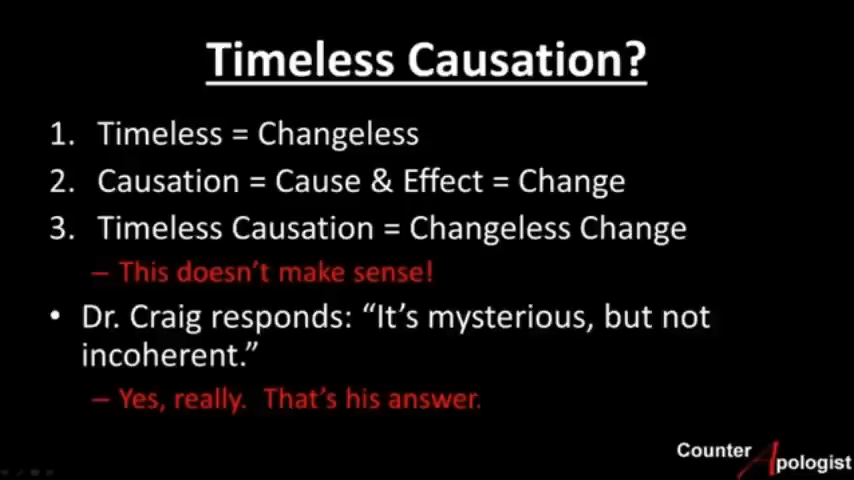 Timeless Causation?
1. Timeless = Changeless
2. Causation = Cause & Effect = Change
3. Timeless Causation = Changeless Change
– This doesn’t make sense!
• Dr. Craig responds: “It’s mysterious, but not
incoherent.”
– Yes, really.  That’s his answer.
Counter
Apologist